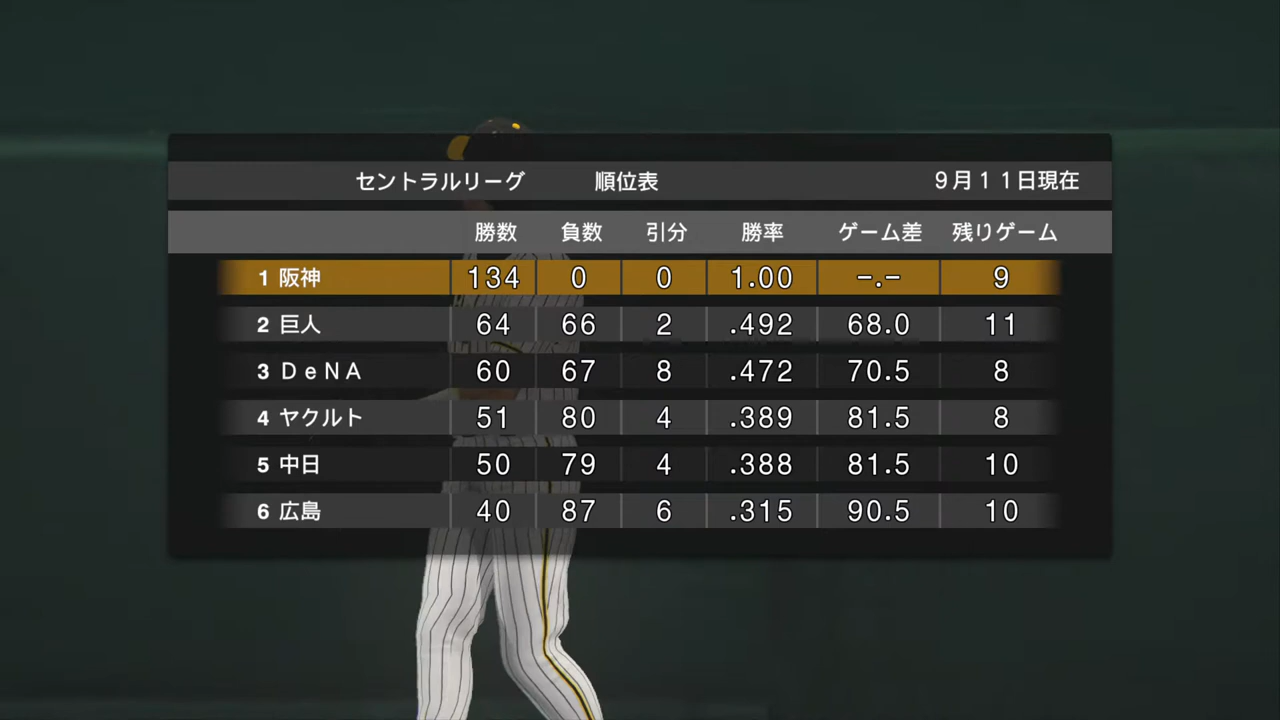 セントラルリーグ 順位表 9月11日現在
勝数 負数 引分 勝率 ゲーム差 残りゲーム
1 阪神 134 0 0 1.00 -.- 9
2 巨人 64 66 2 .492 68.0 11
3 DeNA 60 67 8 .472 70.5 8
4 ヤクルト 51 80 4 .389 81.5 8
5 中日 50 79 4 .388 81.5 10
6 広島 40 87 6 .315 90.5 10